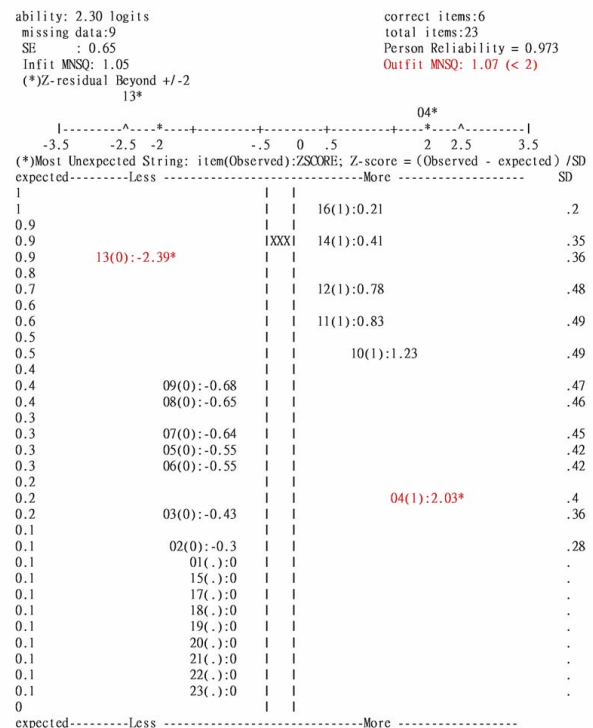 ability: 2.30 logits correct items:6
missing data:9 total items:23
SE : 0.65 Person Reliability = 0.973
Infit MNSQ: 1.05 Outfit MNSQ: 1.07 (< 2)
(*)Z-residual Beyond +/-2
13*
04*
|---------^----*----+---------+----+---------+----*----^---------|
-3.5 -2.5 -2 -.5 0 .5 2 2.5 3.5
(*)Most Unexpected String: item(Observed):ZSCORE; Z-score = (Observed - expected) /SD
expected---------Less -----------------------------More ------------------- SD
1 | |
1 | | 16(1):0.21 .2
0.9 | |
0.9 |XXX| 14(1):0.41 .35
0.9 13(0):-2.39* | | .36
0.8 | |
0.7 | | 12(1):0.78 .48
0.6 | |
0.6 | | 11(1):0.83 .49
0.5 | |
0.5 | | 10(1):1.23 .49
0.4 | |
0.4 09(0):-0.68 | | .47
0.4 08(0):-0.65 | | .46
0.3 | |
0.3 07(0):-0.64 | | .45
0.3 05(0):-0.55 | | .42
0.3 06(0):-0.55 | | .42
0.2 | |
0.2 | | 04(1):2.03* .4
0.2 03(0):-0.43 | | .36
0.1 | |
0.1 02(0):-0.3 | | .28
0.1 01(.):0 | | .
0.1 15(.):0 | | .
0.1 17(.):0 | | .
0.1 18(.):0 | | .
0.1 19(.):0 | | .
0.1 20(.):0 | | .
0.1 21(.):0 | | .
0.1 22(.):0 | | .
0.1 23(.):0 | | .
0 | |
expected---------Less -----------------------------More ------------------